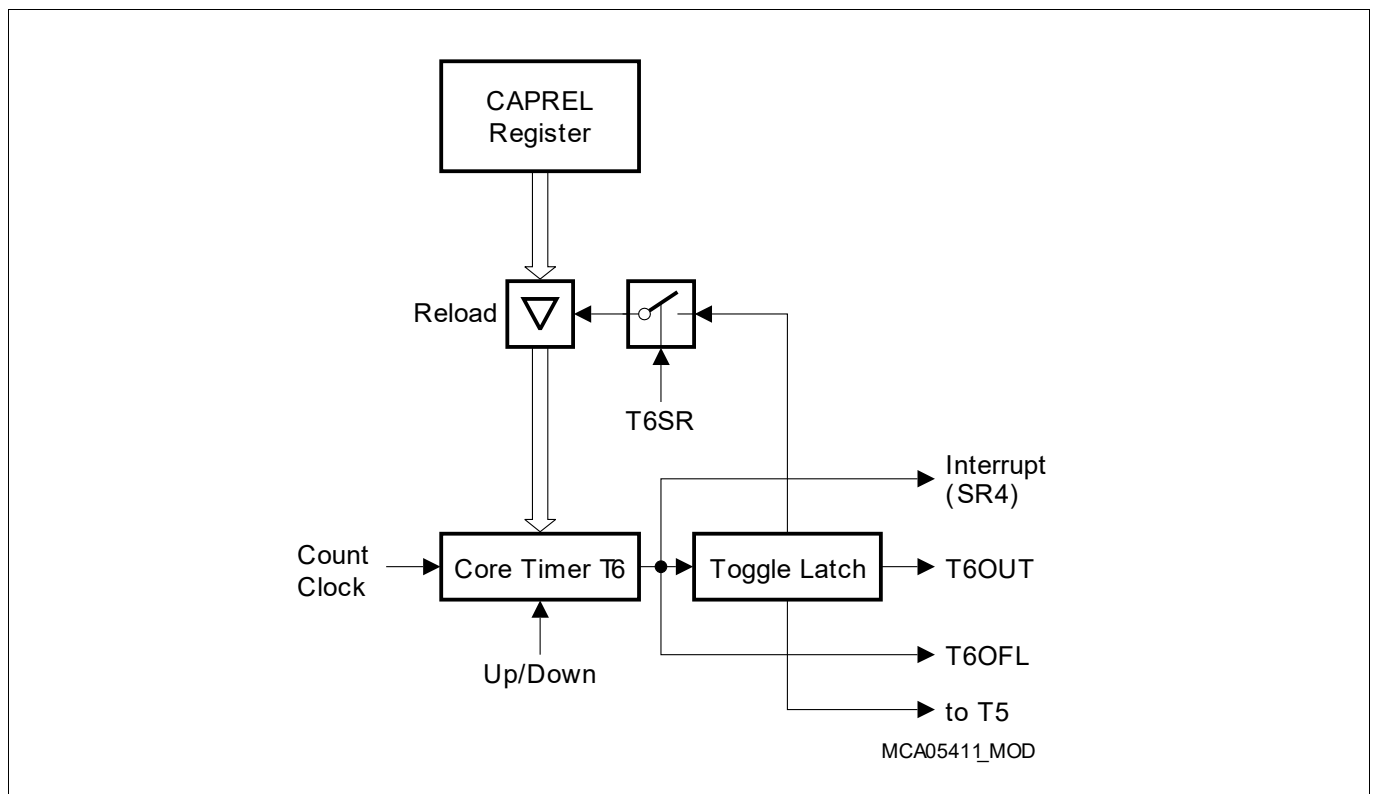 CAPREL
Register
Reload
T6SR
Interrupt
(SR4)
Count
Clock
Core Timer T6
Toggle Latch
T6OUT
Up/Down
T6OFL
to T5
MCA05411_MOD